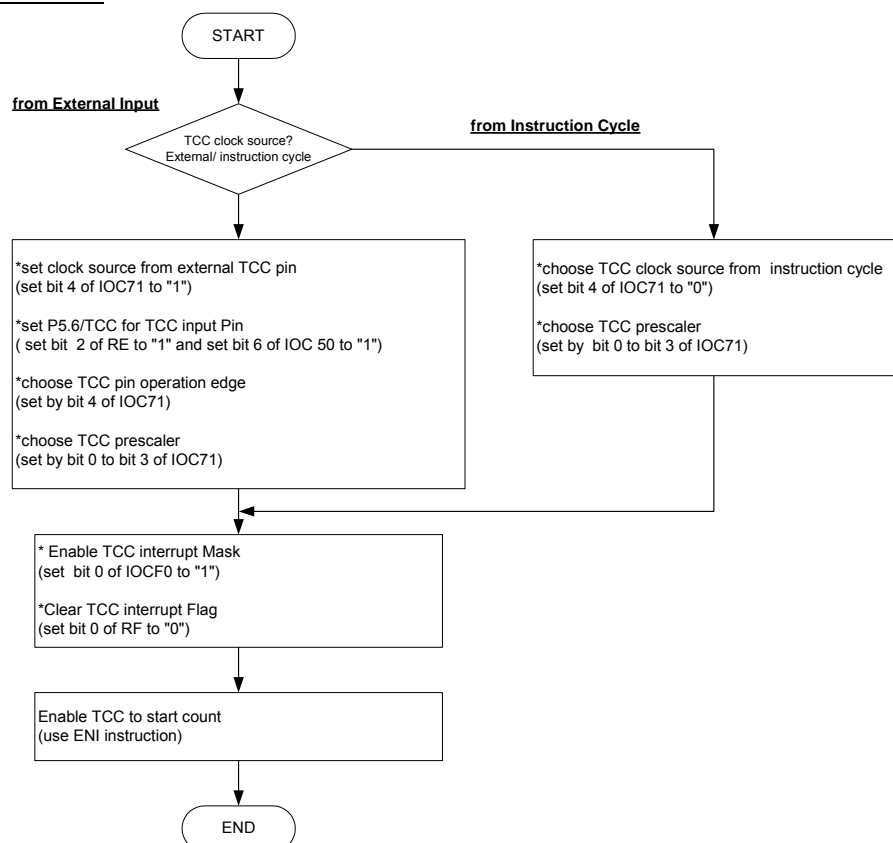 START
from External Input
TCC clock source?
External/ instruction cycle
from Instruction Cycle
*set clock source from external TCC pin
(set bit 4 of IOC71 to "1")
*set P5.6/TCC for TCC input Pin
( set bit  2 of RE to "1" and set bit 6 of IOC 50 to "1")
*choose TCC pin operation edge
(set by bit 4 of IOC71)
*choose TCC prescaler
(set by bit 0 to bit 3 of IOC71)
*choose TCC clock source from  instruction cycle
(set bit 4 of IOC71 to "0")
*choose TCC prescaler
(set by  bit 0 to bit 3 of IOC71)
* Enable TCC interrupt Mask
(set  bit 0 of IOCF0 to "1")
*Clear TCC interrupt Flag
(set bit 0 of RF to "0")
Enable TCC to start count
(use ENI instruction)
END